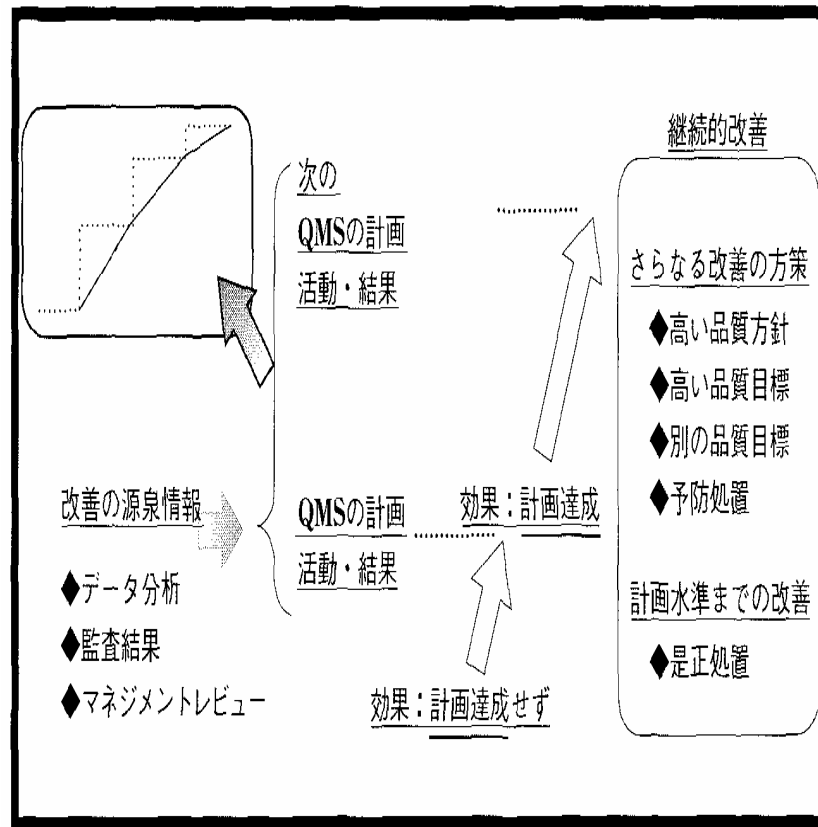 継続的改善
次の
QMSの計画
活動・結果
さらなる改善の方策
◆高い品質方針
◆高い品質目標
◆別の品質目標
◆予防処置
改善の源泉情報
◆データ分析
◆監査結果
◆マネジメントレビュー
QMSの計画
活動・結果
効果：計画達成
効果：計画達成せず
計画水準までの改善
◆是正処置